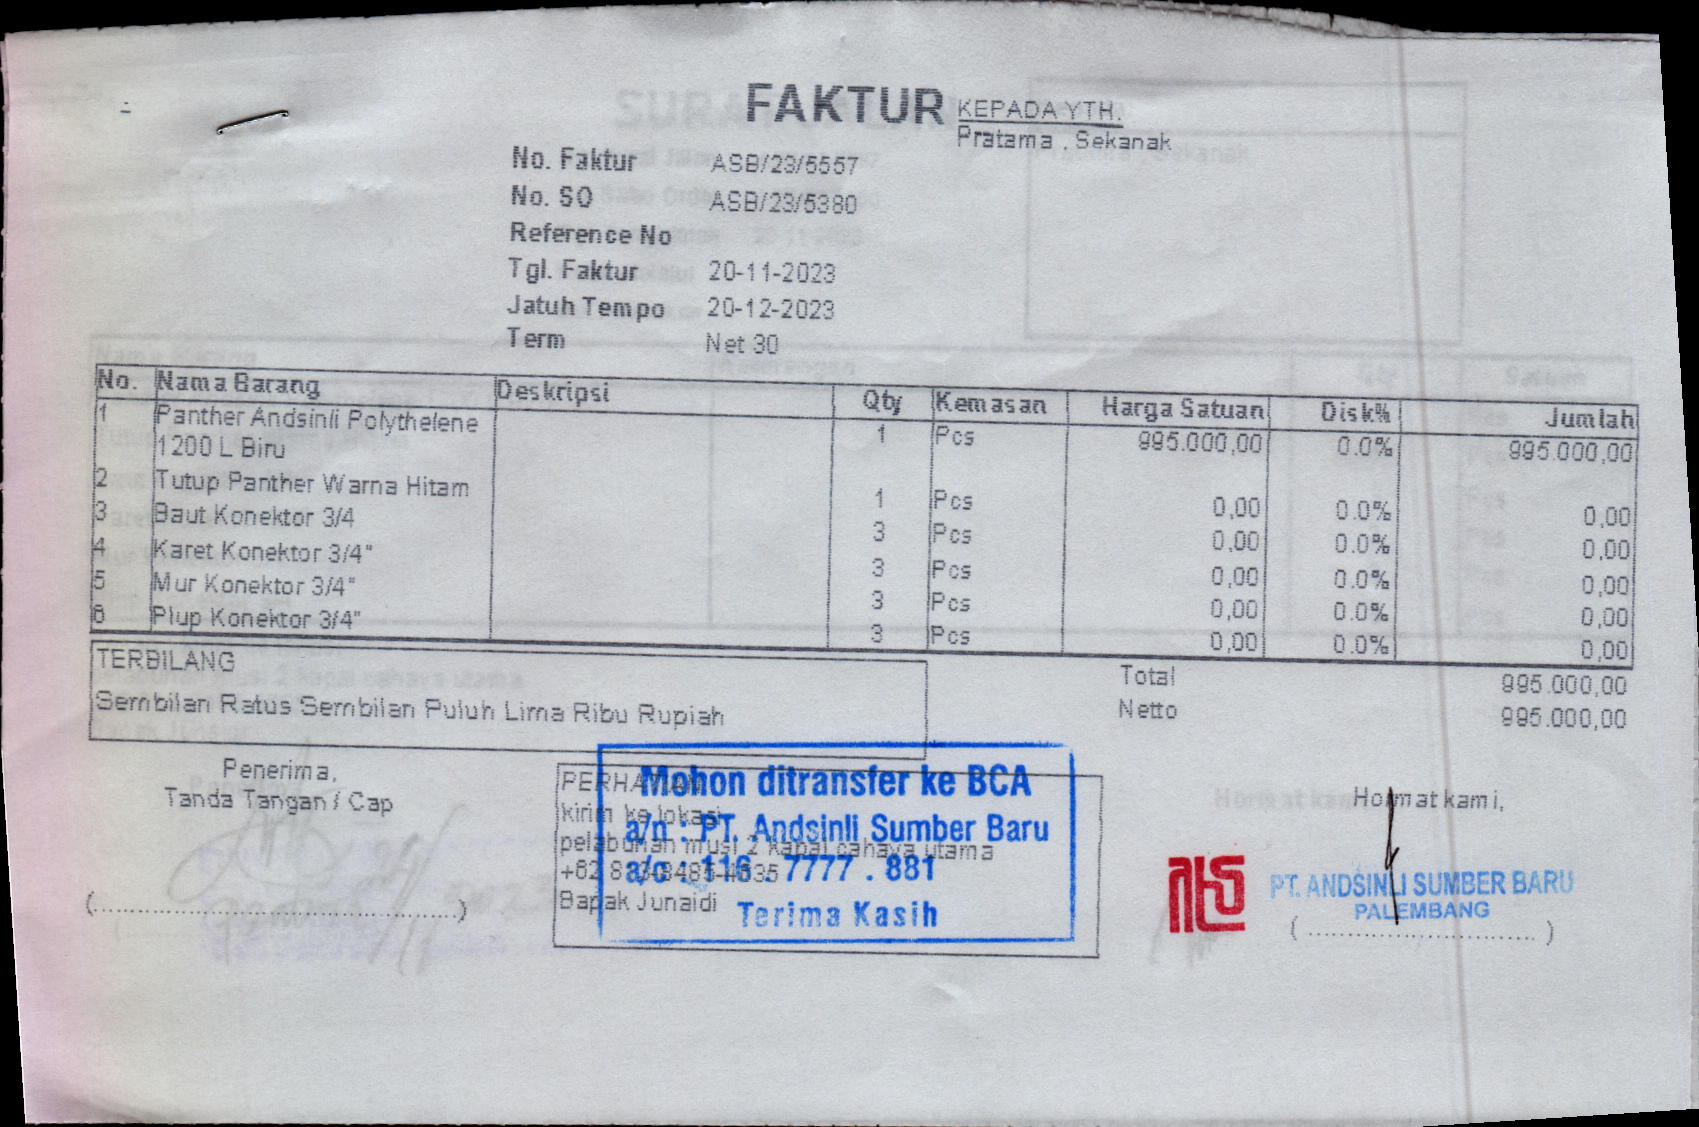 FAKTUR
KEPADA YTH.
Pratama , Sekanak
No. Faktur ASB/23/5557
No. SO ASB/23/5380
Reference No
Tgl. Faktur 20-11-2023
Jatuh Tempo 20-12-2023
Term Net 30
No. Nama Barang Deskripsi Qty Kemasan Harga Satuan Disk% Jumlah
1 Panther Andsinli Polythelene 1 Pcs 995.000,00 0.0% 995.000,00
1200 L Biru
2 Tutup Panther Warna Hitam 1 Pcs 0,00 0.0% 0,00
3 Baut Konektor 3/4 3 Pcs 0,00 0.0% 0,00
4 Karet Konektor 3/4" 3 Pcs 0,00 0.0% 0,00
5 Mur Konektor 3/4" 3 Pcs 0,00 0.0% 0,00
6 Plup Konektor 3/4" 3 Pcs 0,00 0.0% 0,00
TERBILANG
Sembilan Ratus Sembilan Puluh Lima Ribu Rupiah
Total 995.000,00
Netto 995.000,00
Penerima,
Tanda Tangan / Cap
PERHATIAN
kirim ke lokasi
pelabuhan musi 2 kapal cahaya utama
Bapak Junaidi
Mohon ditransfer ke BCA
a/n : PT. Andsinli Sumber Baru
a/c : 116 . 7777 . 881
Terima Kasih
Hormat kami,
PT. ANDSINLI SUMBER BARU
PALEMBANG